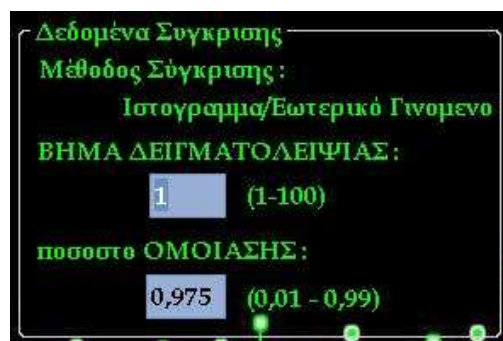 Δεδομένα Συγκρισης
Μέθοδος Σύγκρισης :
Ιστογραμμα/Εωτερικό Γινομενο
ΒΗΜΑ ΔΕΙΓΜΑΤΟΛΕΙΨΙΑΣ :
1 (1-100)
ποσοστο ΟΜΟΙΑΣΗΣ :
0,975 (0,01 - 0,99)